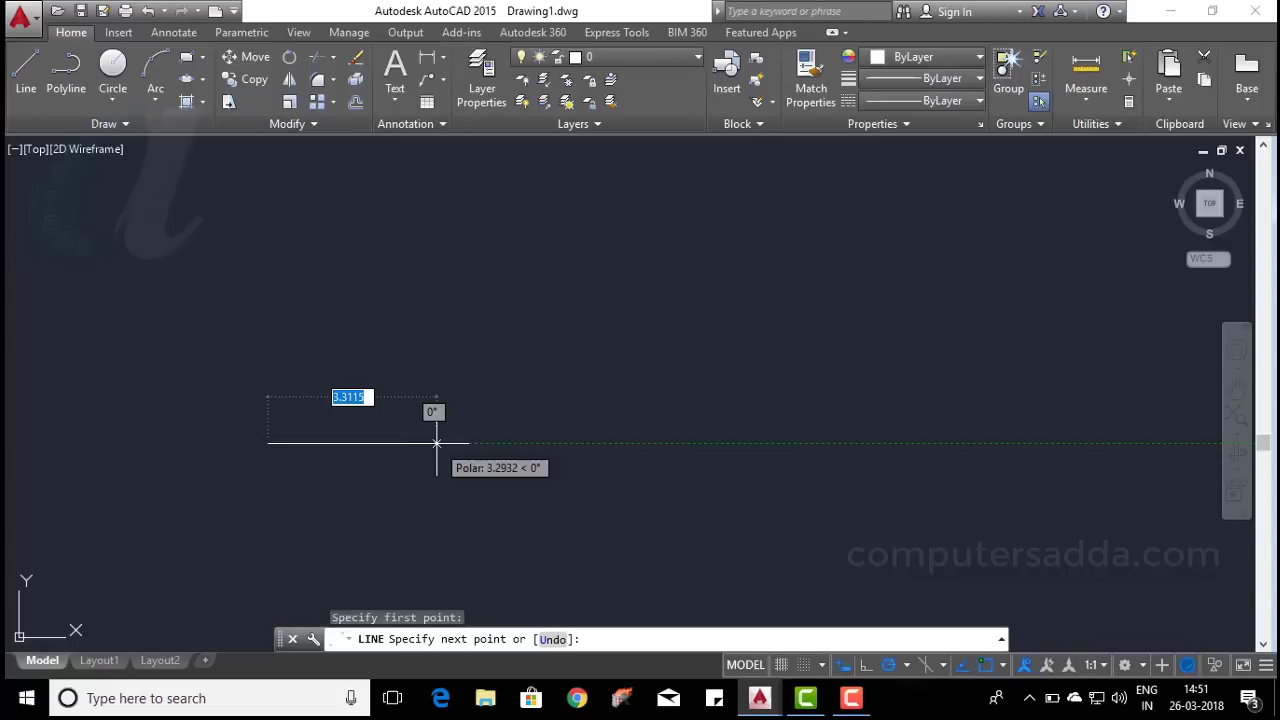 Autodesk AutoCAD 2015 Drawing1.dwg
Type a keyword or phrase
Sign In
Home Insert Annotate Parametric View Manage Output Add-ins Autodesk 360 Express Tools BIM 360 Featured Apps
Line Polyline Circle Arc
Move
Copy
Text
Layer Properties
0
Insert
Match Properties
ByLayer
ByLayer
ByLayer
Group
Measure
Paste
Base
Draw Modify Annotation Layers Block Properties Groups Utilities Clipboard View
[−][Top][2D Wireframe]
N
W TOP E
S
WCS
3.3115
0°
Polar: 3.2932 < 0°
computersadda.com
Y
X
Specify first point:
LINE Specify next point or [Undo]:
Model Layout1 Layout2 +
MODEL
1:1
Type here to search
ENG
IN
14:51
26-03-2018
3